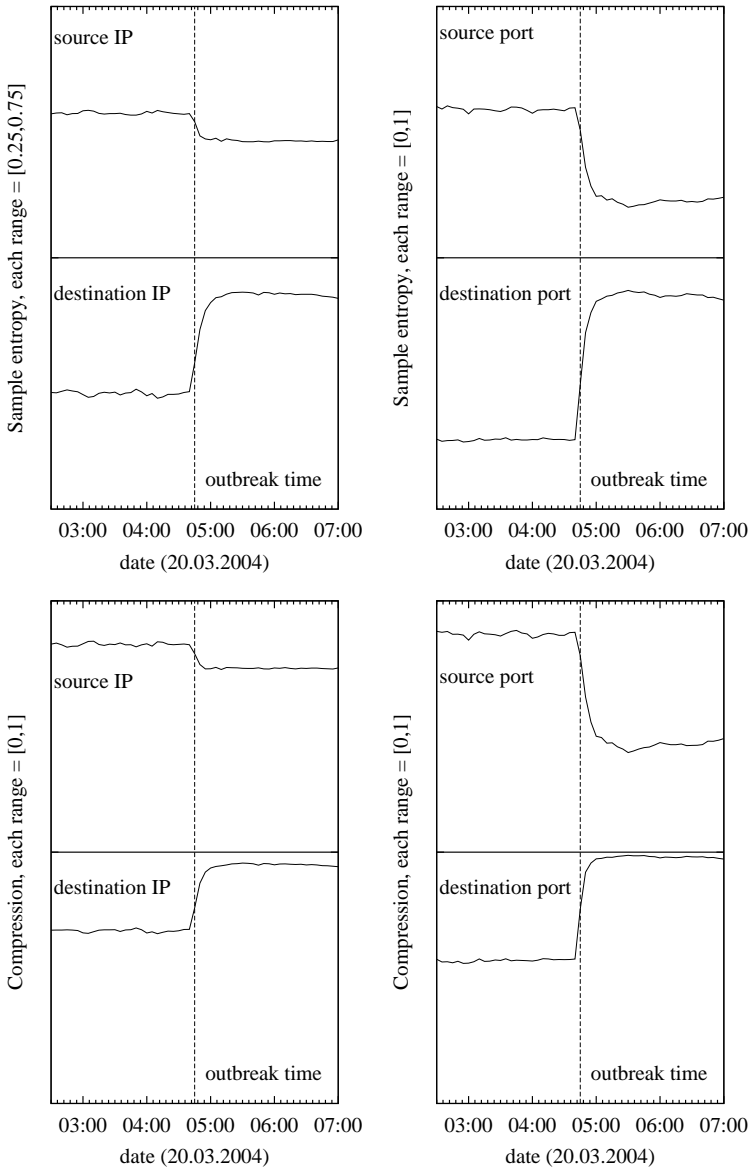 Sample entropy, each range = [0.25,0.75]
source IP
destination IP
outbreak time
03:00 04:00 05:00 06:00 07:00
date (20.03.2004)
Sample entropy, each range = [0,1]
source port
destination port
outbreak time
03:00 04:00 05:00 06:00 07:00
date (20.03.2004)
Compression, each range = [0,1]
source IP
destination IP
outbreak time
03:00 04:00 05:00 06:00 07:00
date (20.03.2004)
Compression, each range = [0,1]
source port
destination port
outbreak time
03:00 04:00 05:00 06:00 07:00
date (20.03.2004)